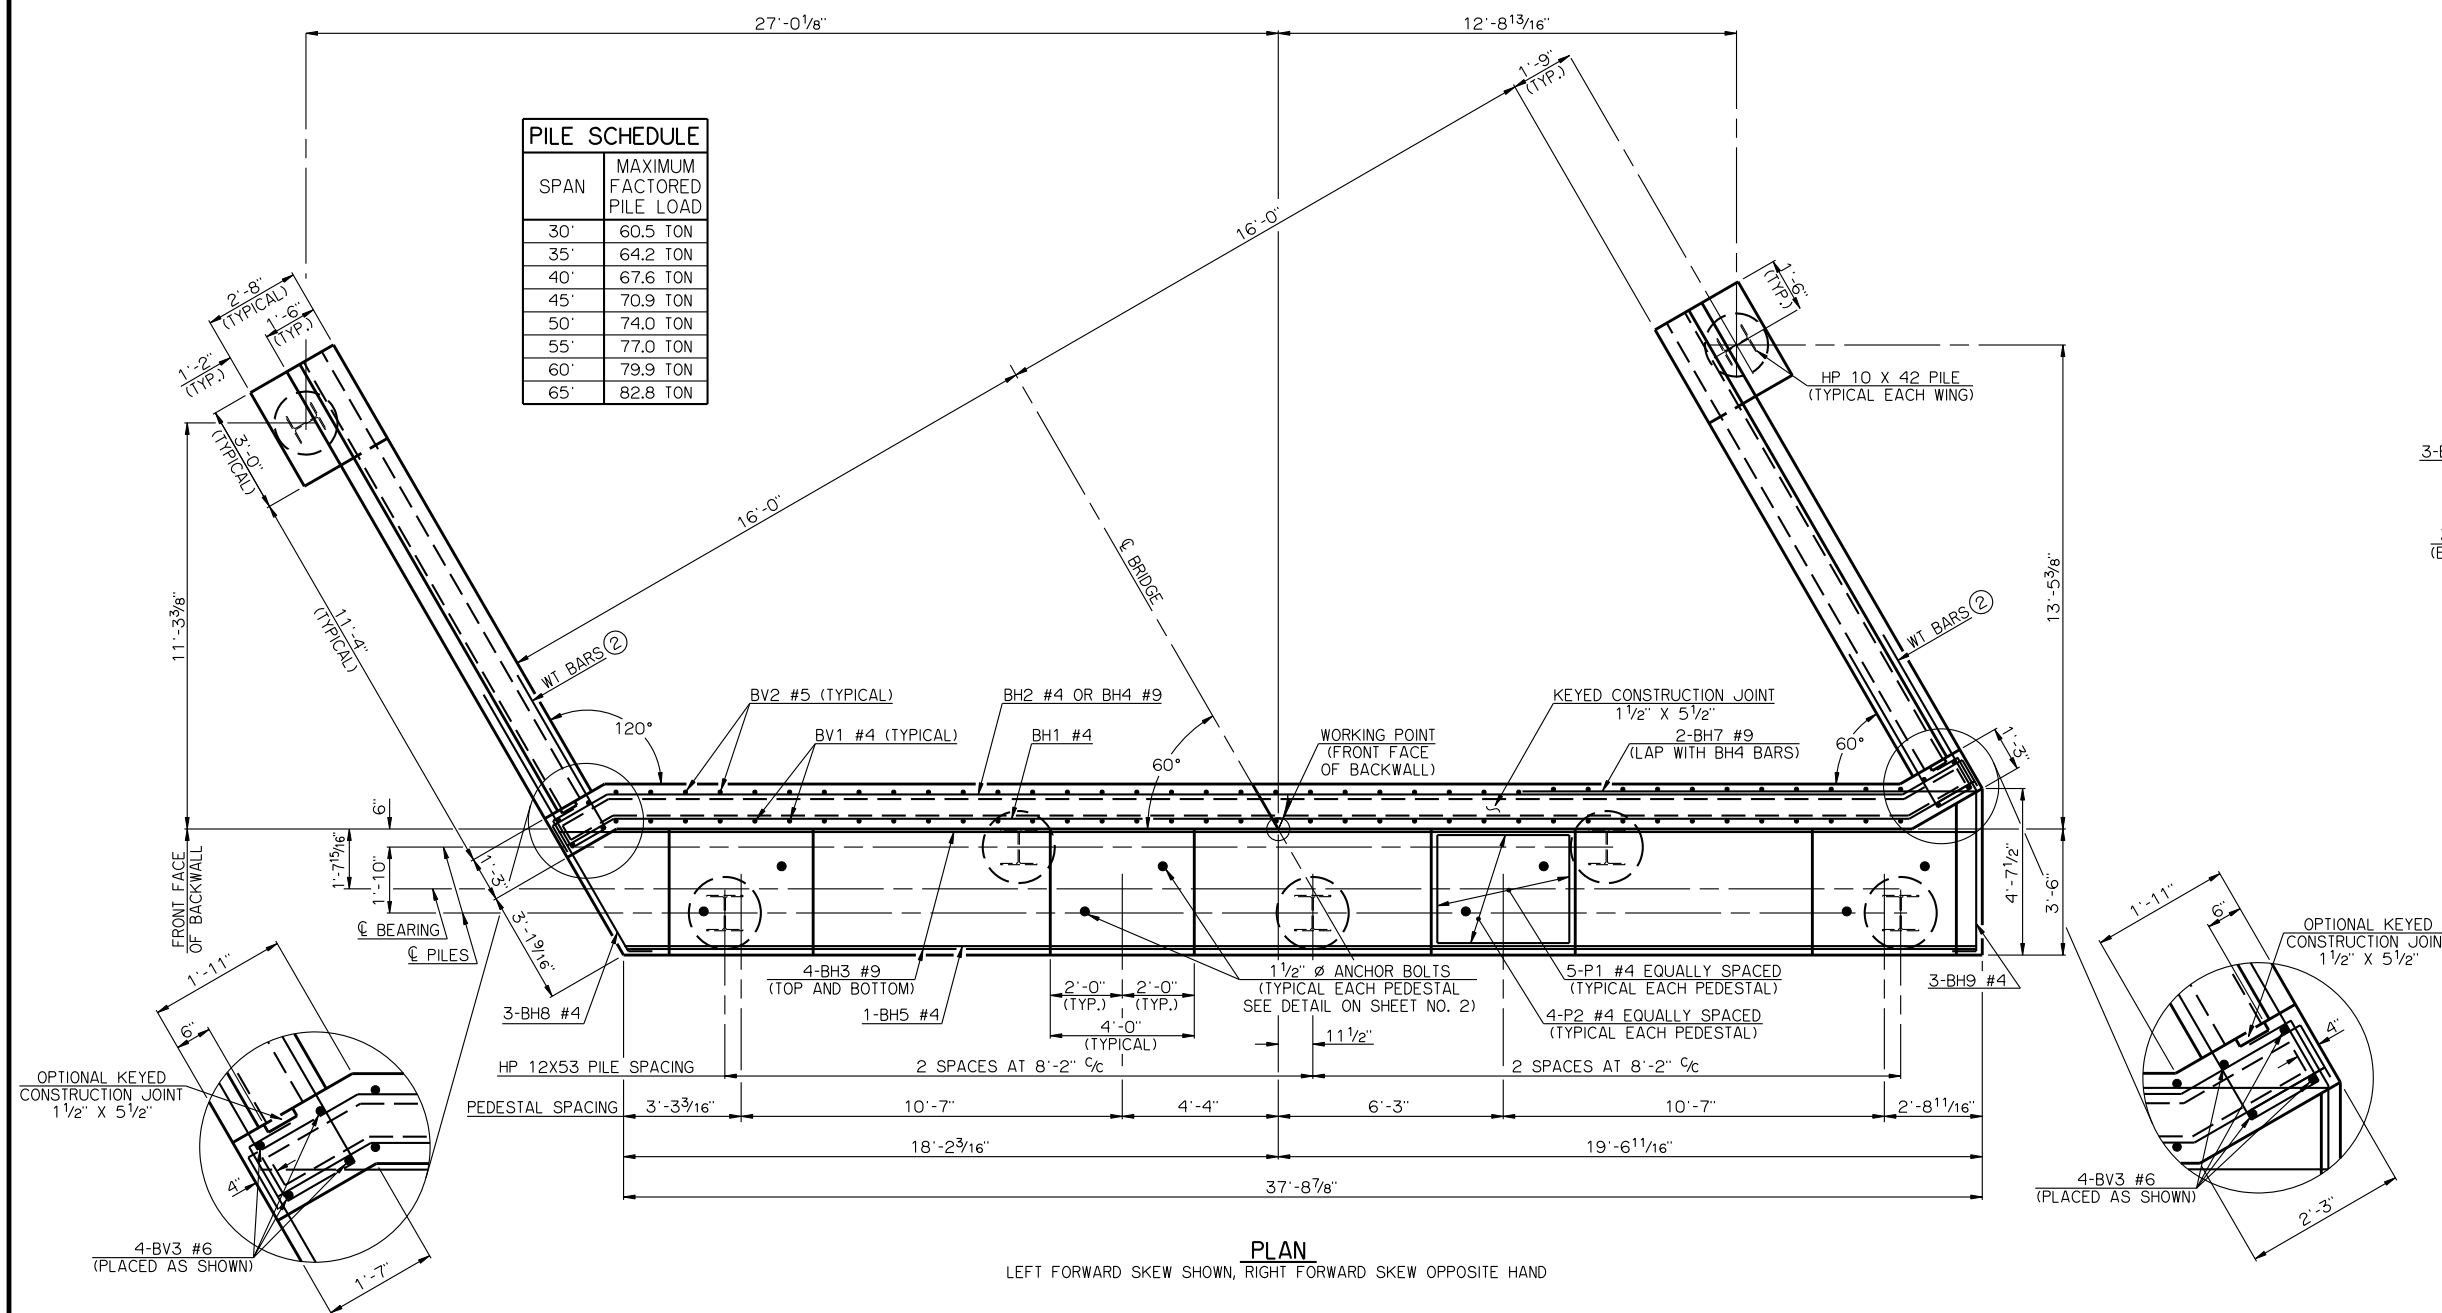 27'-0 1/8"
12'-8 13/16"
1'-9"
(TYP.)
PILE SCHEDULE
SPAN
MAXIMUM
FACTORED
PILE LOAD
30' 60.5 TON
35' 64.2 TON
40' 67.6 TON
45' 70.9 TON
50' 74.0 TON
55' 77.0 TON
60' 79.9 TON
65' 82.8 TON
16'-0"
16'-0"
2'-8"
(TYPICAL)
1'-6"
(TYP.)
1'-2"
(TYP.)
3'-0"
(TYPICAL)
11'-4"
(TYPICAL)
11'-3 3/8"
1'-6"
(TYP.)
HP 10 X 42 PILE
(TYPICAL EACH WING)
13'-5 3/8"
℄ BRIDGE
WT BARS 2
WT BARS 2
120°
60°
60°
BV2 #5 (TYPICAL)
BV1 #4 (TYPICAL)
BH2 #4 OR BH4 #9
BH1 #4
WORKING POINT
(FRONT FACE
OF BACKWALL)
KEYED CONSTRUCTION JOINT
1 1/2" X 5 1/2"
2-BH7 #9
(LAP WITH BH4 BARS)
1'-3"
6"
1'-7 15/16"
1'-10"
FRONT FACE
OF BACKWALL
℄ BEARING
℄ PILES
1'-3"
3'-1 9/16"
4'-7 1/2"
3'-6"
3-BH8 #4
4-BH3 #9
(TOP AND BOTTOM)
1-BH5 #4
2'-0"
(TYP.)
2'-0"
(TYP.)
4'-0"
(TYPICAL)
1 1/2" Ø ANCHOR BOLTS
(TYPICAL EACH PEDESTAL
SEE DETAIL ON SHEET NO. 2)
11 1/2"
5-P1 #4 EQUALLY SPACED
(TYPICAL EACH PEDESTAL)
4-P2 #4 EQUALLY SPACED
(TYPICAL EACH PEDESTAL)
3-BH9 #4
HP 12X53 PILE SPACING
2 SPACES AT 8'-2" C/C
2 SPACES AT 8'-2" C/C
PEDESTAL SPACING
3'-3 3/16"
10'-7"
4'-4"
6'-3"
10'-7"
2'-8 11/16"
18'-2 3/16"
19'-6 11/16"
37'-8 7/8"
1'-11"
6"
OPTIONAL KEYED
CONSTRUCTION JOINT
1 1/2" X 5 1/2"
4"
4-BV3 #6
(PLACED AS SHOWN)
1'-7"
1'-11"
6"
OPTIONAL KEYED
CONSTRUCTION JOIN
1 1/2" X 5 1/2"
4"
4-BV3 #6
(PLACED AS SHOWN)
2'-3"
PLAN
LEFT FORWARD SKEW SHOWN, RIGHT FORWARD SKEW OPPOSITE HAND